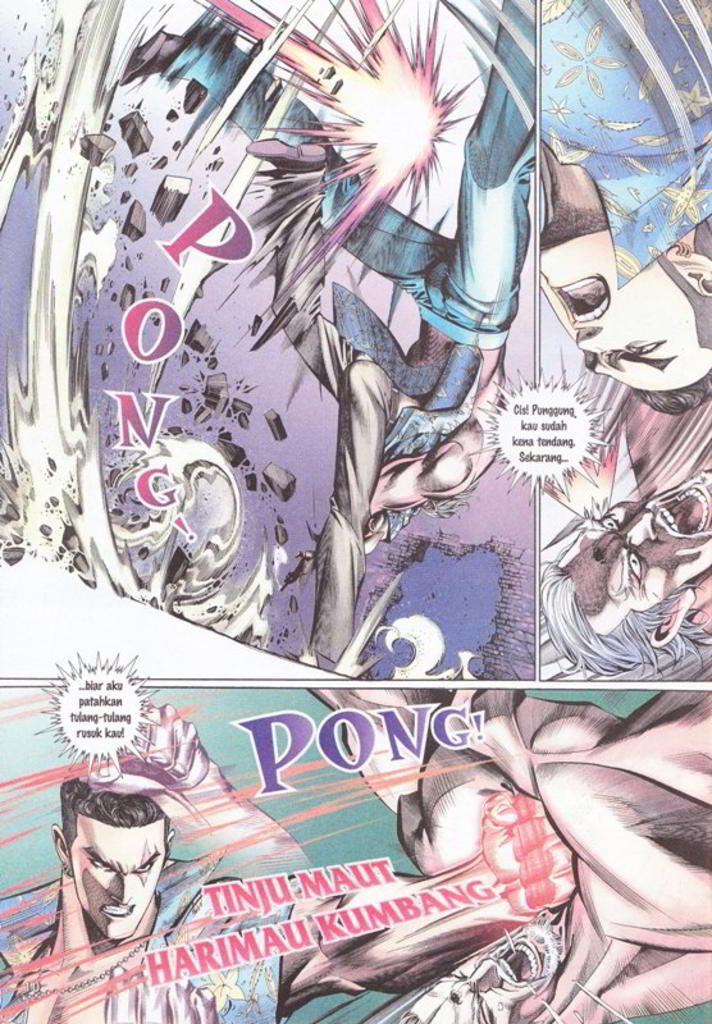 PONG!
Cis! Punggung
kau sudah
kena tendang.
Sekarang...
...biar aku
patahkan
tulang-tulang
rusuk kau!
PONG!
TINJU MAUT
HARIMAU KUMBANG